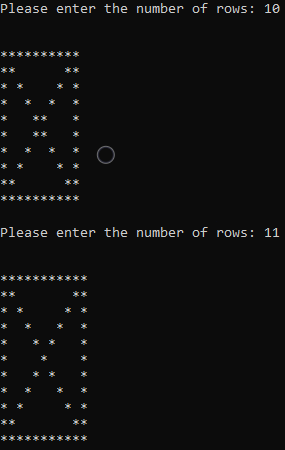 Please enter the number of rows: 10
**********
**      **
* *    * *
*  *  *  *
*   **   *
*   **   *
*  *  *  *
* *    * *
**      **
**********
Please enter the number of rows: 11
***********
**       **
* *     * *
*  *   *  *
*   * *   *
*    *    *
*   * *   *
*  *   *  *
* *     * *
**       **
***********